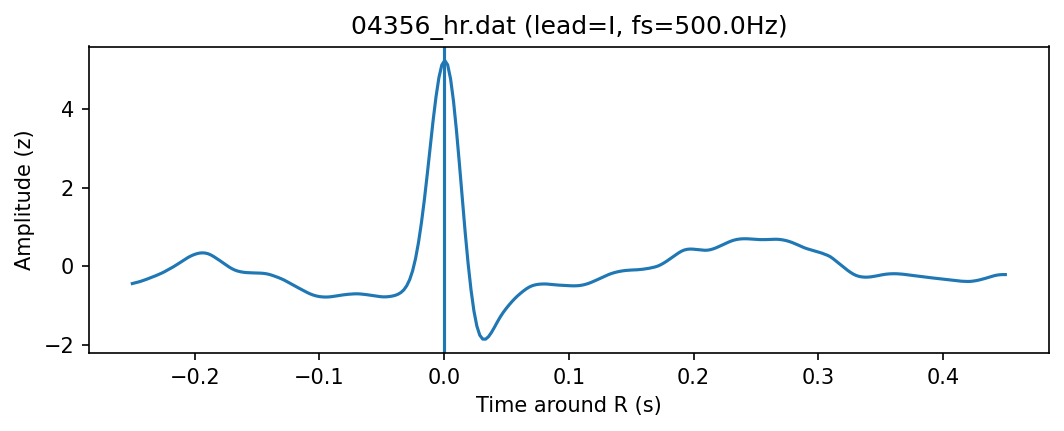 04356_hr.dat (lead=I, fs=500.0Hz)
Amplitude (z)
4
2
0
−2
−0.2 −0.1 0.0 0.1 0.2 0.3 0.4
Time around R (s)